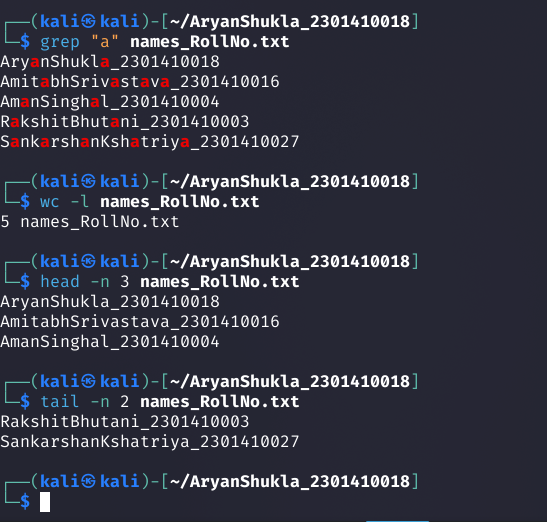 ┌──(kali㉿kali)-[~/AryanShukla_2301410018]
└─$ grep "a" names_RollNo.txt
AryanShukla_2301410018
AmitabhSrivastava_2301410016
AmanSinghal_2301410004
RakshitBhutani_2301410003
SankarshanKshatriya_2301410027
┌──(kali㉿kali)-[~/AryanShukla_2301410018]
└─$ wc -l names_RollNo.txt
5 names_RollNo.txt
┌──(kali㉿kali)-[~/AryanShukla_2301410018]
└─$ head -n 3 names_RollNo.txt
AryanShukla_2301410018
AmitabhSrivastava_2301410016
AmanSinghal_2301410004
┌──(kali㉿kali)-[~/AryanShukla_2301410018]
└─$ tail -n 2 names_RollNo.txt
RakshitBhutani_2301410003
SankarshanKshatriya_2301410027
┌──(kali㉿kali)-[~/AryanShukla_2301410018]
└─$